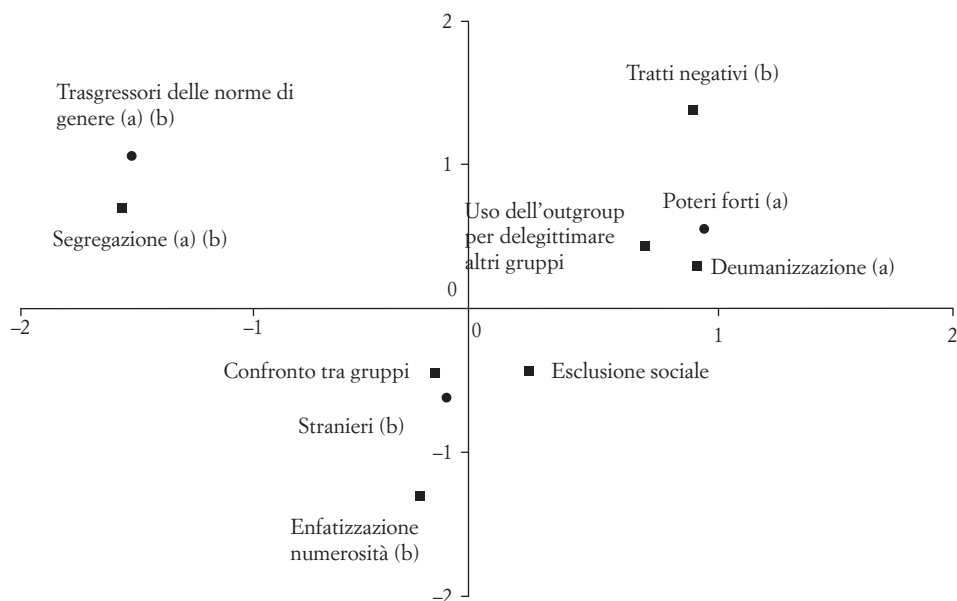 2
Tratti negativi (b)
Trasgressori delle norme di
genere (a) (b)
1
Poteri forti (a)
Uso dell'outgroup
per delegittimare
altri gruppi
Segregazione (a) (b)
Deumanizzazione (a)
0
–2
–1
0
1
2
Confronto tra gruppi
Esclusione sociale
Stranieri (b)
–1
Enfatizzazione
numerosità (b)
–2